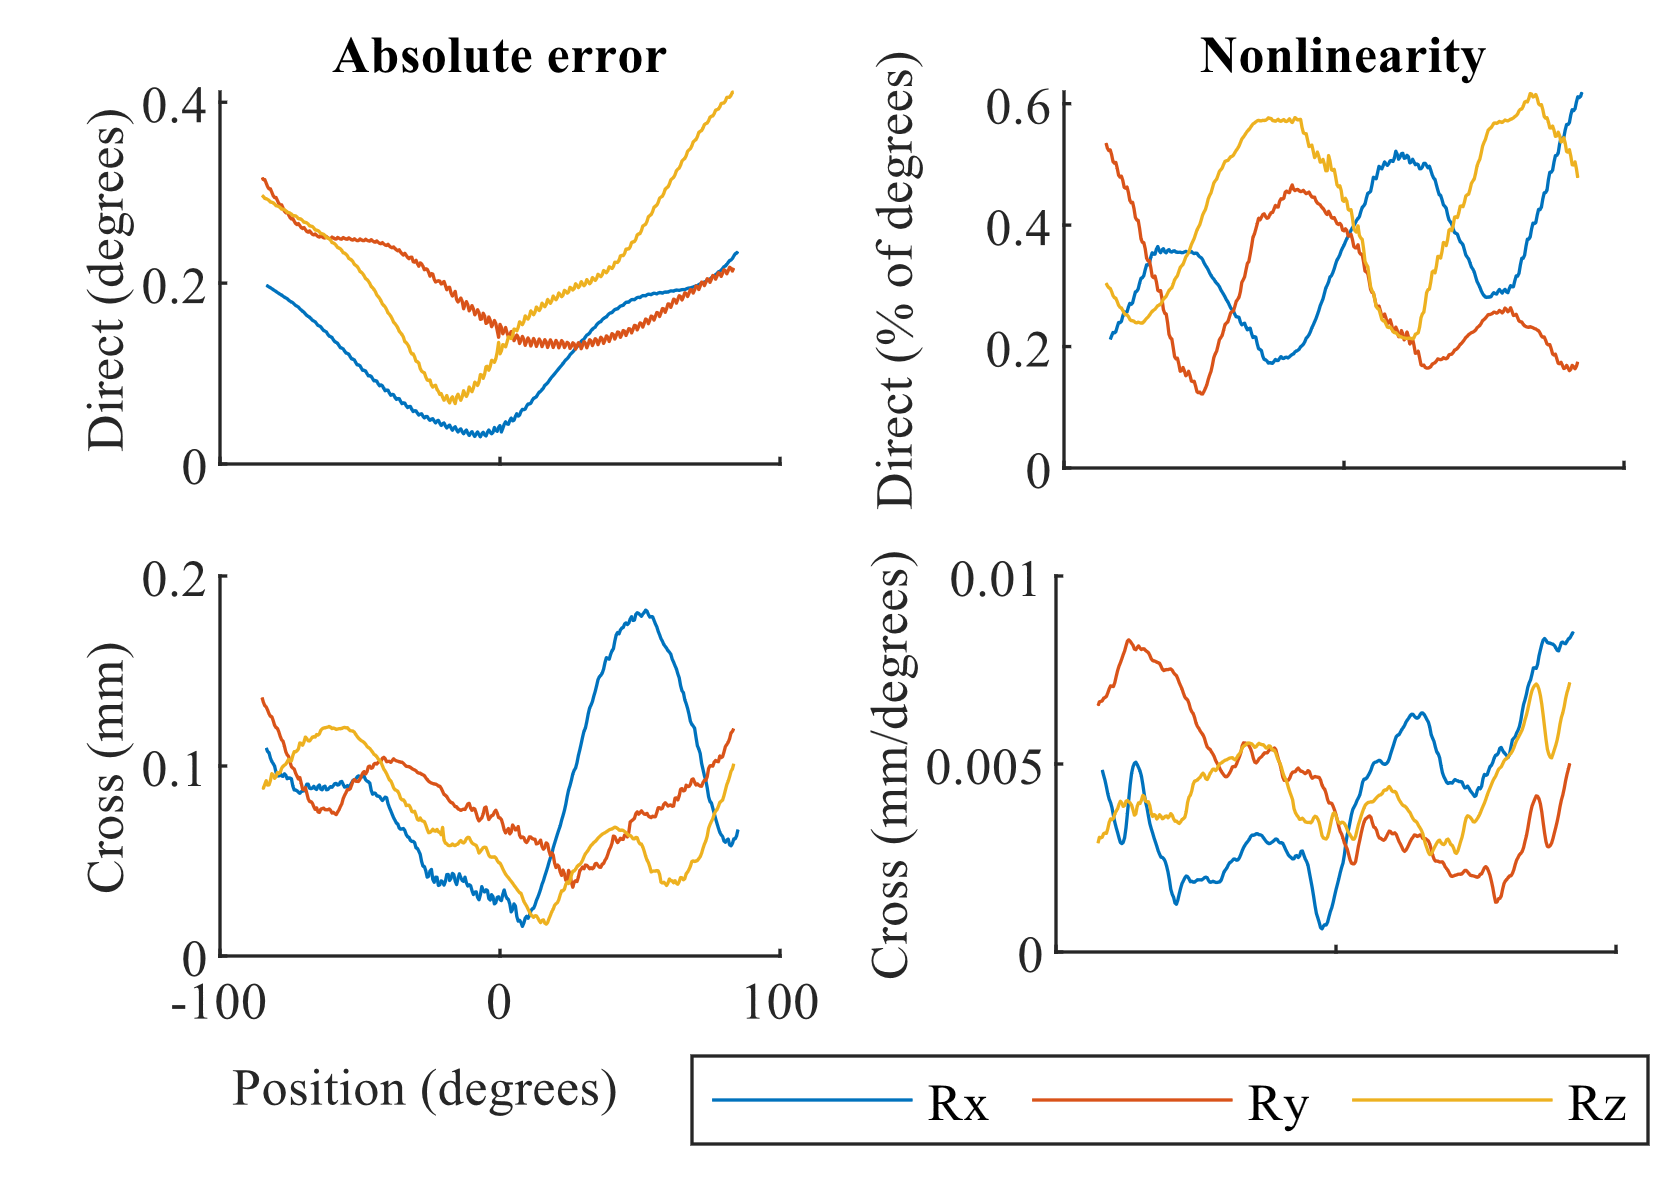 Absolute error
Direct (degrees)
0.4
0.2
0
Nonlinearity
Direct (% of degrees)
0.6
0.4
0.2
0
Cross (mm)
0.2
0.1
0
-100 0 100
Position (degrees)
Cross (mm/degrees)
0.01
0.005
0
Rx Ry Rz